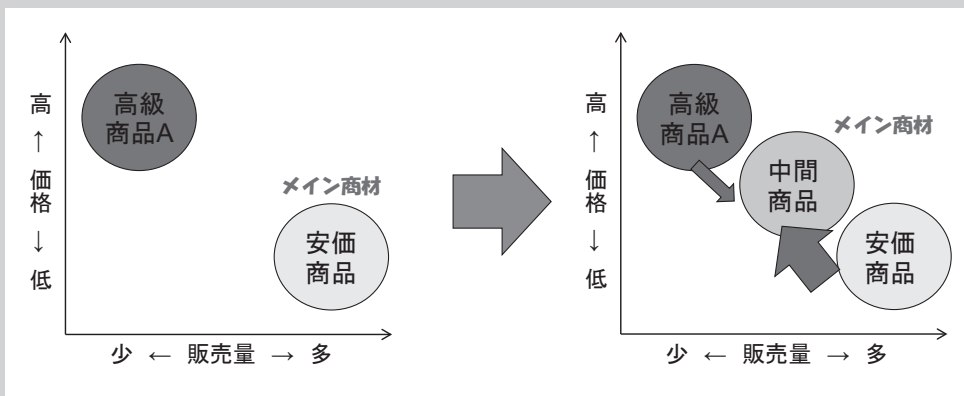 高
↑
価
格
↓
低
高級
商品A
メイン商材
安価
商品
少 ← 販売量 → 多
高
↑
価
格
↓
低
高級
商品A
メイン商材
中間
商品
安価
商品
少 ← 販売量 → 多